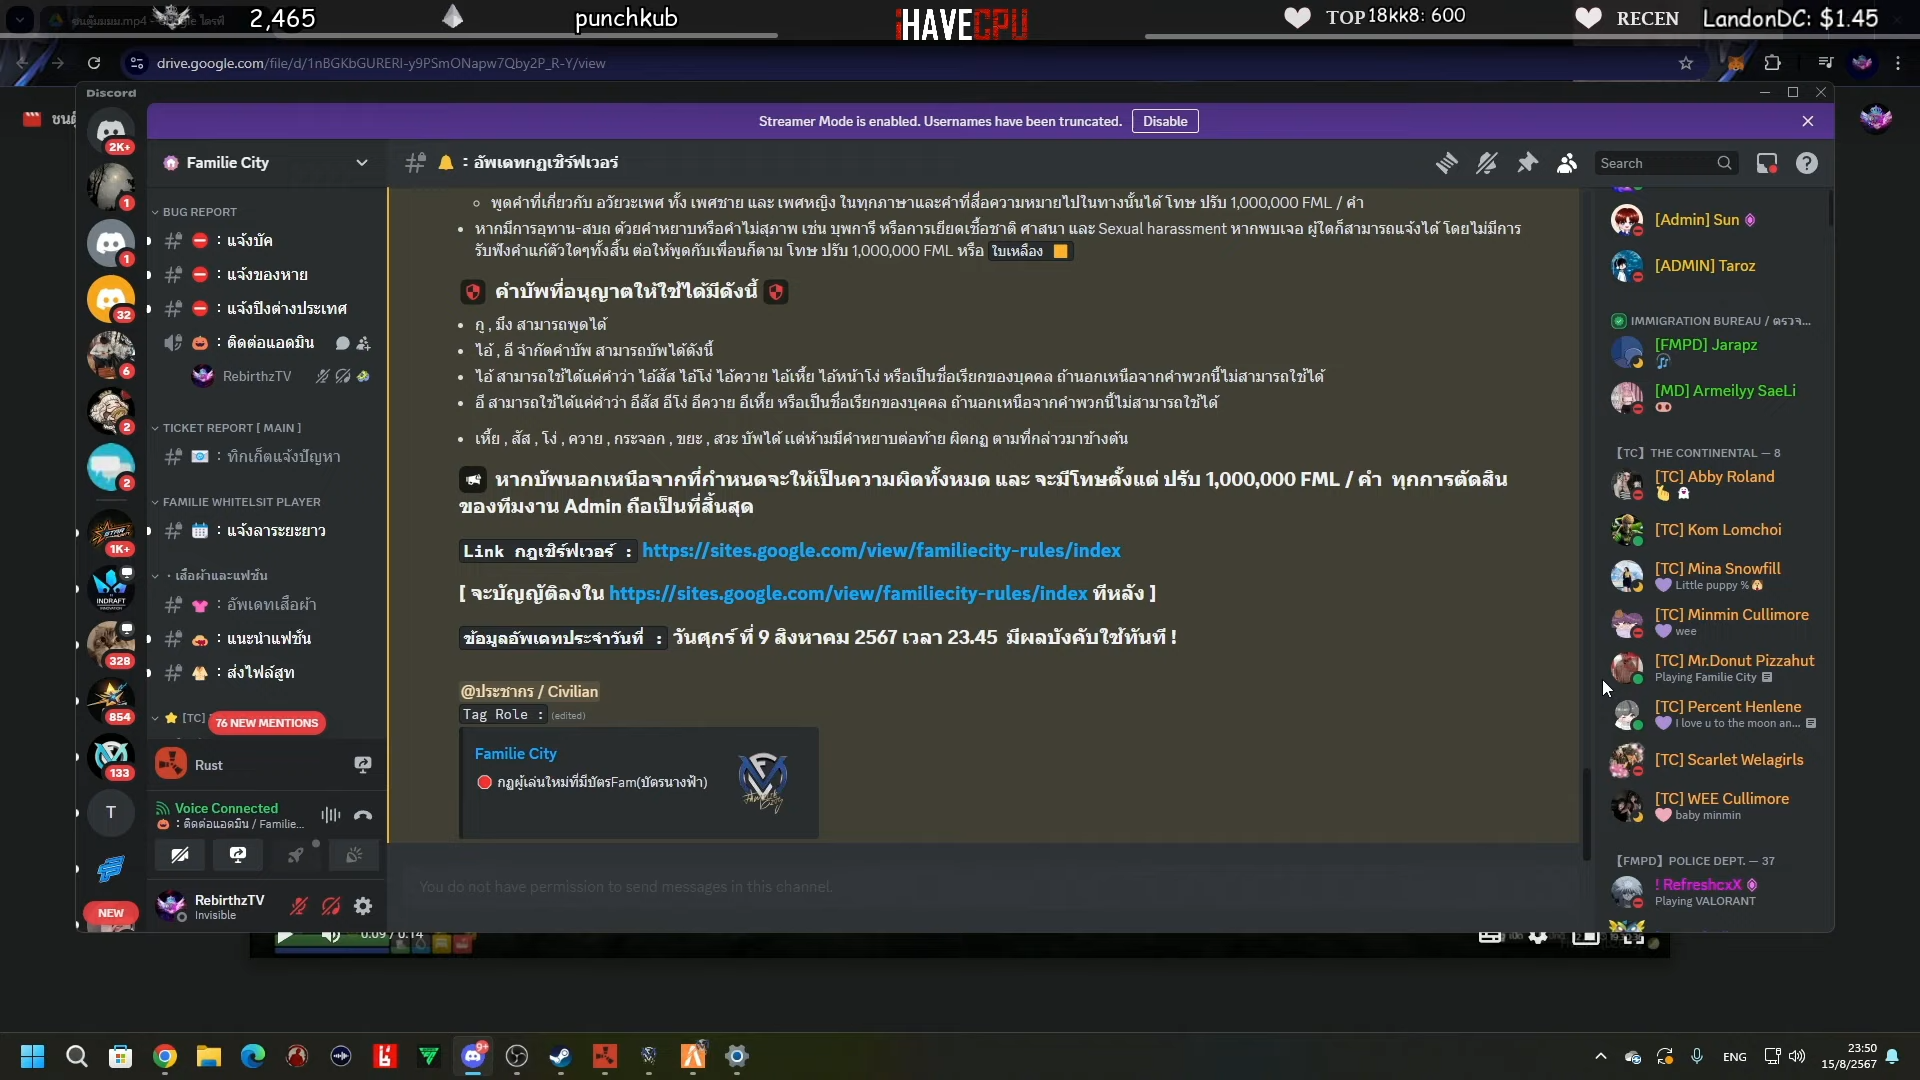 2,465
punchkub
iHAVECPU
TOP 18kk8: 600
RECEN LandonDC: $1.45
drive.google.com/file/d/1nBGKbGURERI-y9PSmONapw7Qby2P_R-Y/view
Discord
Streamer Mode is enabled. Usernames have been truncated. Disable
Familie City
: อัพเดทกฏเซิร์ฟเวอร์
Search
2K+
1
1
32
6
2
2
1K+
INDRAFT
328
854
133
T
NEW
BUG REPORT
: แจ้งบัค
: แจ้งของหาย
: แจ้งปิงต่างประเทศ
: ติดต่อแอดมิน
RebirthzTV
TICKET REPORT [ MAIN ]
: ทิกเก็ตแจ้งปัญหา
FAMILIE WHITELSIT PLAYER
: แจ้งลาระยะยาว
เสื้อผ้าและแฟชั่น
: อัพเดทเสื้อผ้า
: แนะนำแฟชั่น
: ส่งไฟล์สูท
[TC]
76 NEW MENTIONS
Rust
Voice Connected
: ติดต่อแอดมิน / Familie...
RebirthzTV
Invisible
พูดคำที่เกี่ยวกับ อวัยวะเพศ ทั้ง เพศชาย และ เพศหญิง ในทุกภาษาและคำที่สื่อความหมายไปในทางนั้นได้ โทษ ปรับ 1,000,000 FML / คำ
หากมีการอุทาน-สบถ ด้วยคำหยาบหรือคำไม่สุภาพ เช่น บุพการี หรือการเยียดเชื้อชาติ ศาสนา และ Sexual harassment หากพบเจอ ผู้ใดก็สามารถแจ้งได้ โดยไม่มีการ
รับฟังคำแก้ตัวใดๆทั้งสิ้น ต่อให้พูดกับเพื่อนก็ตาม โทษ ปรับ 1,000,000 FML หรือ ใบเหลือง
คำบัพที่อนุญาตให้ใช้ได้มีดังนี้
กู , มึง สามารถพูดได้
ไอ้ , อี จำกัดคำบัพ สามารถบัพได้ดังนี้
ไอ้ สามารถใช้ได้แค่คำว่า ไอ้สัส ไอ้โง่ ไอ้ควาย ไอ้เหี้ย ไอ้หน้าโง่ หรือเป็นชื่อเรียกของบุคคล ถ้านอกเหนือจากคำพวกนี้ไม่สามารถใช้ได้
อี สามารถใช้ได้แค่คำว่า อีสัส อีโง่ อีควาย อีเหี้ย หรือเป็นชื่อเรียกของบุคคล ถ้านอกเหนือจากคำพวกนี้ไม่สามารถใช้ได้
เหี้ย , สัส , โง่ , ควาย , กระจอก , ขยะ , สวะ บัพได้ แต่ห้ามมีคำหยาบต่อท้าย ผิดกฏ ตามที่กล่าวมาข้างต้น
หากบัพนอกเหนือจากที่กำหนดจะให้เป็นความผิดทั้งหมด และ จะมีโทษตั้งแต่ ปรับ 1,000,000 FML / คำ ทุกการตัดสิน
ของทีมงาน Admin ถือเป็นที่สิ้นสุด
Link กฎเซิร์ฟเวอร์ : https://sites.google.com/view/familiecity-rules/index
[ จะบัญญัติลงใน https://sites.google.com/view/familiecity-rules/index ทีหลัง ]
ข้อมูลอัพเดทประจำวันที่ : วันศุกร์ ที่ 9 สิงหาคม 2567 เวลา 23.45 มีผลบังคับใช้ทันที !
@ประชากร / Civilian
Tag Role : (edited)
Familie City
กฏผู้เล่นใหม่ที่มีบัตรFam(บัตรนางฟ้า)
You do not have permission to send messages in this channel.
[Admin] Sun
[ADMIN] Taroz
IMMIGRATION BUREAU / ตรวจ...
[FMPD] Jarapz
[MD] Armeilyy SaeLi
【TC】THE CONTINENTAL — 8
[TC] Abby Roland
[TC] Kom Lomchoi
[TC] Mina Snowfill
Little puppy %
[TC] Minmin Cullimore
wee
[TC] Mr.Donut Pizzahut
Playing Familie City
[TC] Percent Henlene
I love u to the moon an...
[TC] Scarlet Welagirls
[TC] WEE Cullimore
baby minmin
【FMPD】POLICE DEPT. — 37
! RefreshcxX
Playing VALORANT
0:09 / 0:14
9+
ENG
23:50
15/8/2567